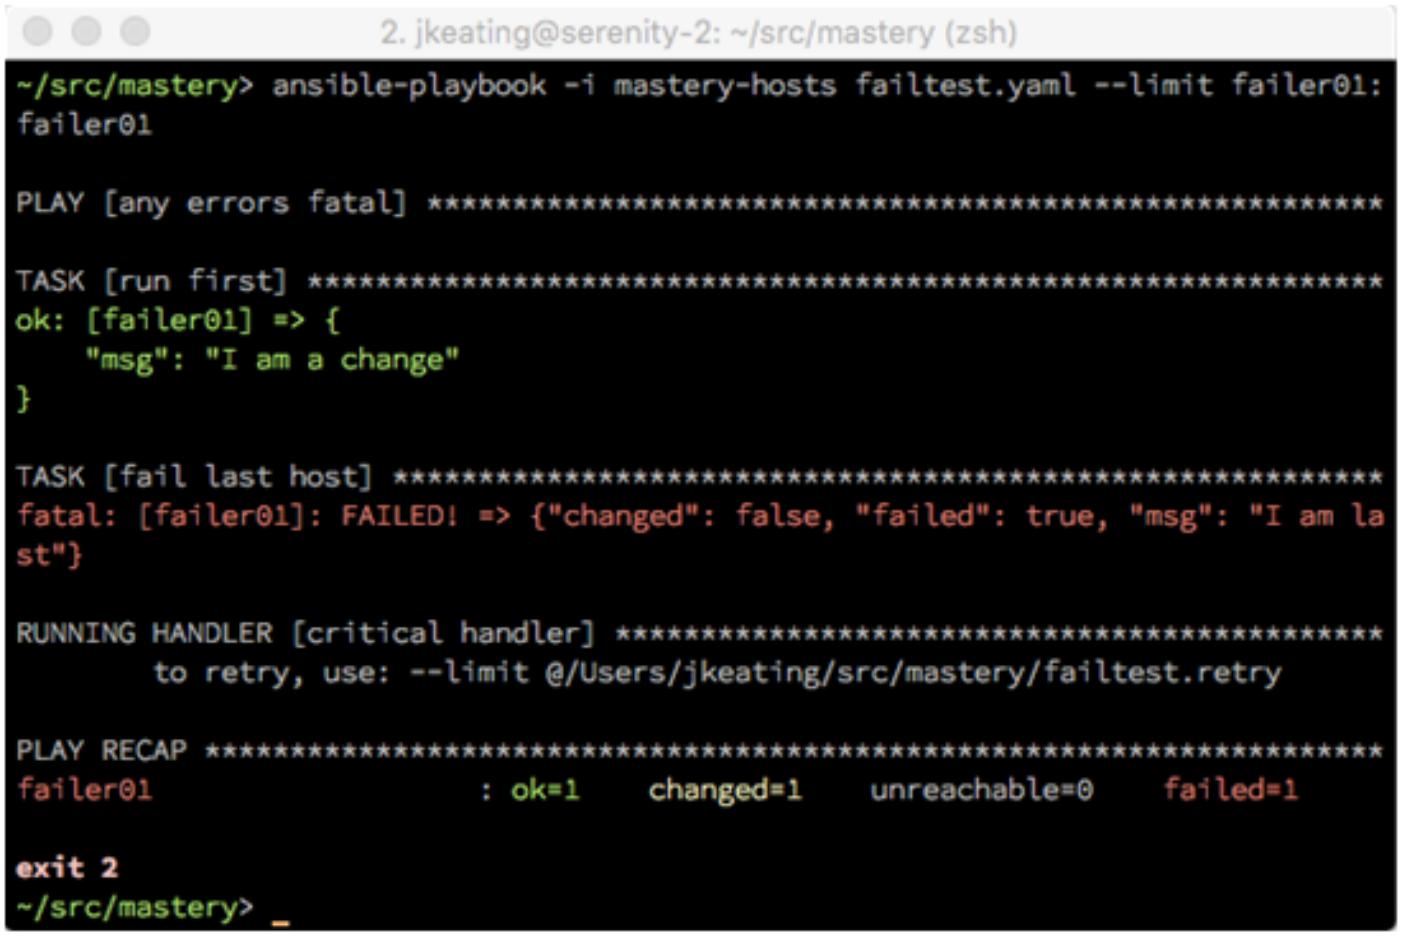 2. jkeating@serenity-2: ~/src/mastery (zsh)
~/src/mastery> ansible-playbook -i mastery-hosts failtest.yaml --limit failer01:
failer01
PLAY [any errors fatal] ********************************************************
TASK [run first] ***************************************************************
ok: [failer01] => {
    "msg": "I am a change"
}
TASK [fail last host] **********************************************************
fatal: [failer01]: FAILED! => {"changed": false, "failed": true, "msg": "I am la
st"}
RUNNING HANDLER [critical handler] *********************************************
        to retry, use: --limit @/Users/jkeating/src/mastery/failtest.retry
PLAY RECAP *********************************************************************
failer01                   : ok=1    changed=1    unreachable=0    failed=1
exit 2
~/src/mastery> _